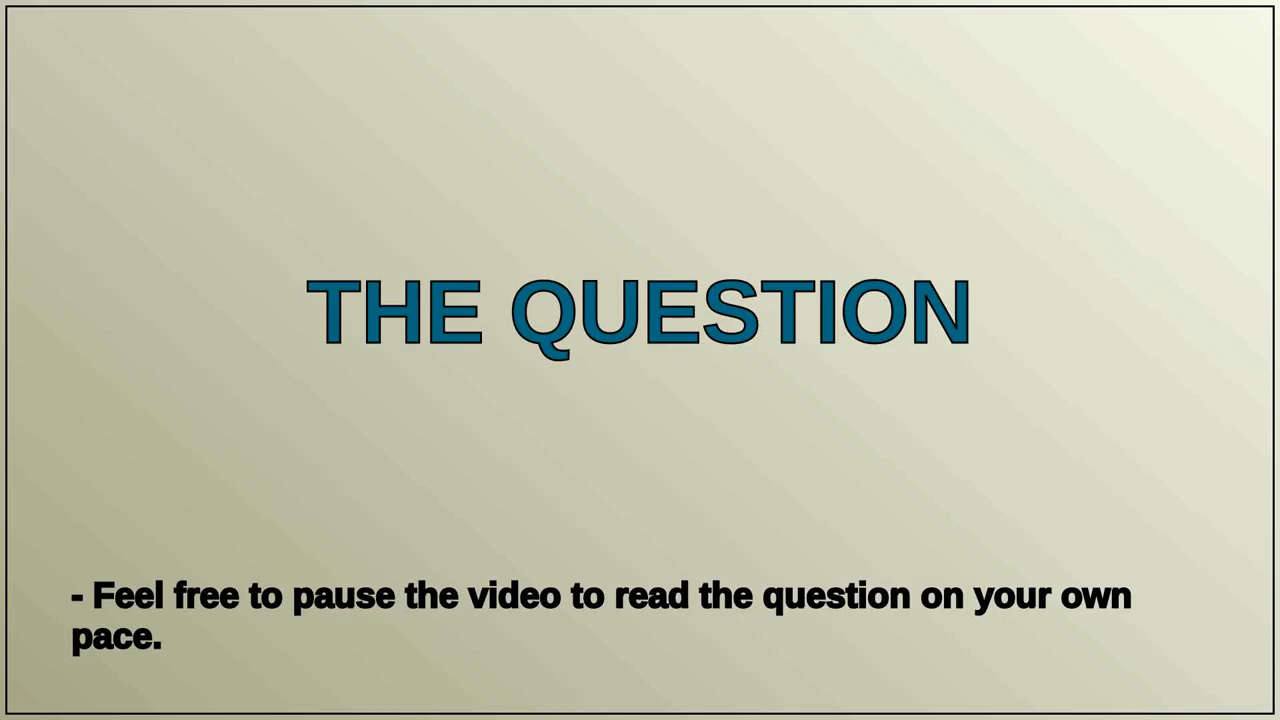 THE QUESTION
- Feel free to pause the video to read the question on your own
pace.